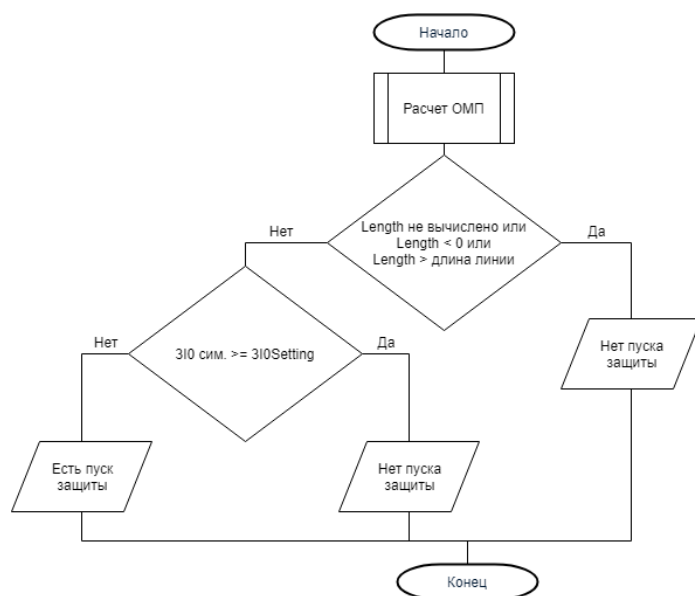 Начало
Расчет ОМП
Length не вычислено или
Length < 0 или
Length > длина линии
Нет
Да
3I0 сим. >= 3I0Setting
Нет
Да
Нет пуска
защиты
Есть пуск
защиты
Нет пуска
защиты
Конец